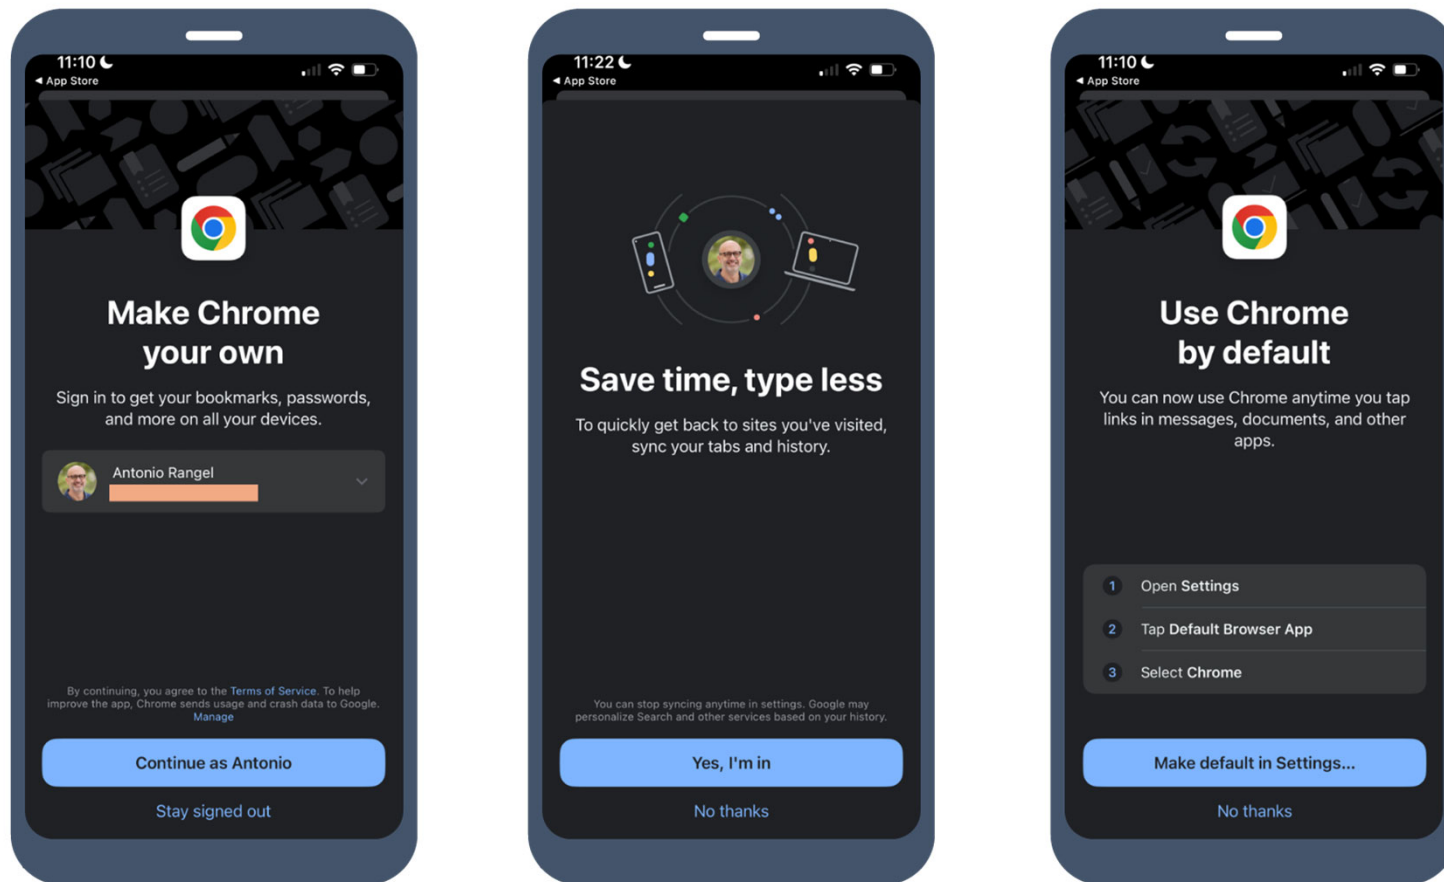 11:10
App Store
Make Chrome
your own
Sign in to get your bookmarks, passwords,
and more on all your devices.
Antonio Rangel
By continuing, you agree to the Terms of Service. To help
improve the app, Chrome sends usage and crash data to Google.
Manage
Continue as Antonio
Stay signed out
11:22
App Store
Save time, type less
To quickly get back to sites you've visited,
sync your tabs and history.
You can stop syncing anytime in settings. Google may
personalize Search and other services based on your history.
Yes, I'm in
No thanks
11:10
App Store
Use Chrome
by default
You can now use Chrome anytime you tap
links in messages, documents, and other
apps.
1 Open Settings
2 Tap Default Browser App
3 Select Chrome
Make default in Settings...
No thanks